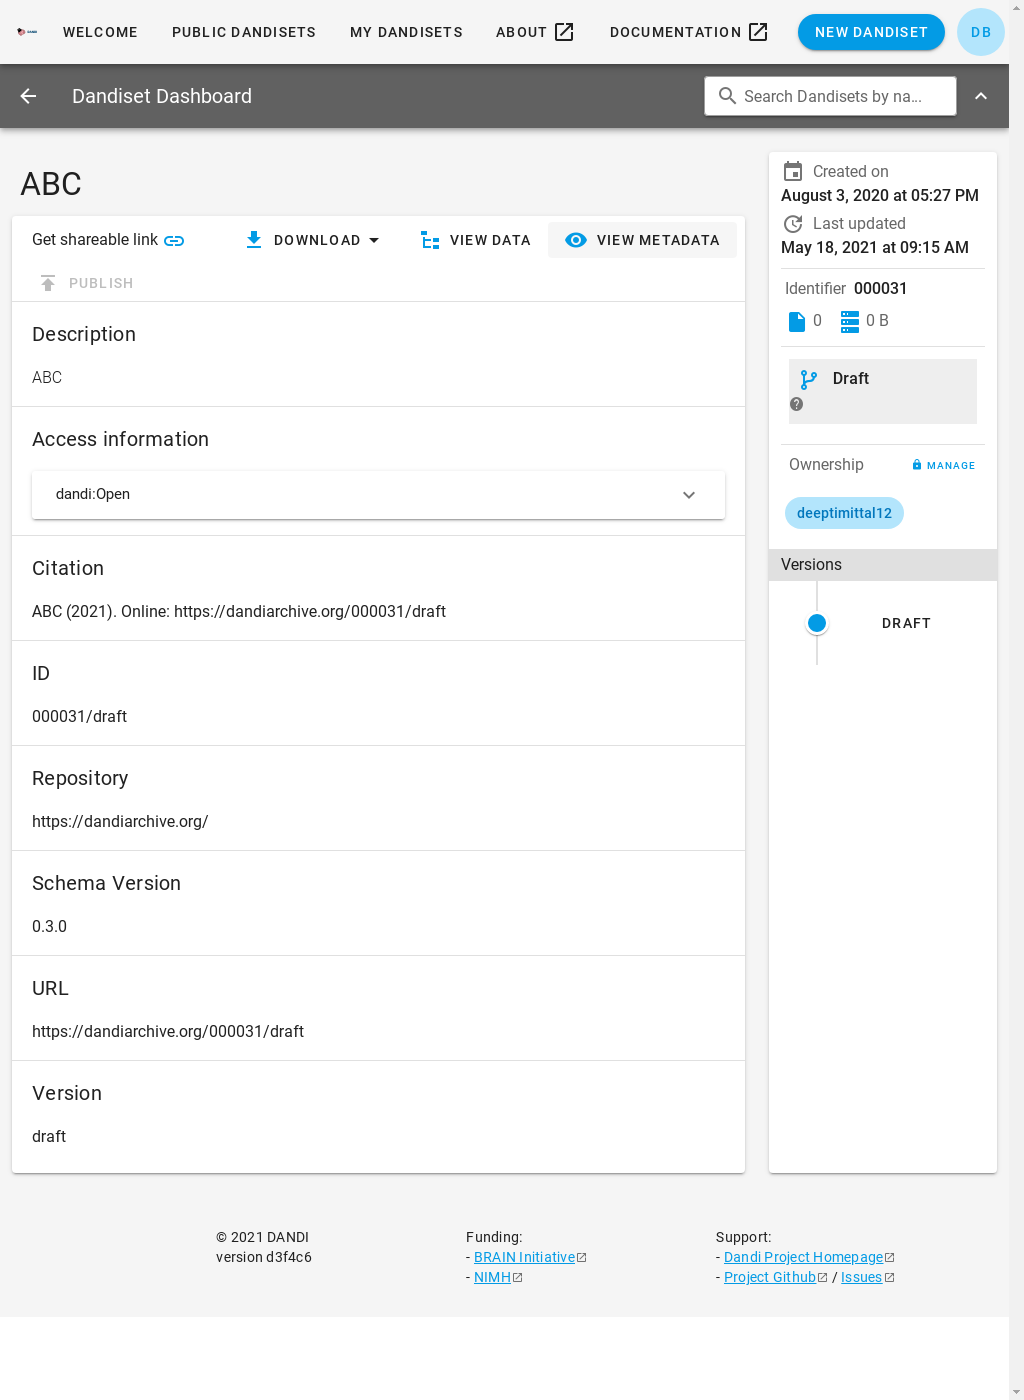 WELCOME
PUBLIC DANDISETS
MY DANDISETS
ABOUT
DOCUMENTATION
NEW DANDISET
DB
Dandiset Dashboard
Search Dandisets by na...
ABC
Get shareable link
DOWNLOAD
VIEW DATA
VIEW METADATA
PUBLISH
Description
ABC
Access information
dandi:Open
Citation
ABC (2021). Online: https://dandiarchive.org/000031/draft
ID
000031/draft
Repository
https://dandiarchive.org/
Schema Version
0.3.0
URL
https://dandiarchive.org/000031/draft
Version
draft
Created on
August 3, 2020 at 05:27 PM
Last updated
May 18, 2021 at 09:15 AM
Identifier 000031
0
0 B
Draft
Ownership
MANAGE
deeptimittal12
Versions
DRAFT
© 2021 DANDI
version d3f4c6
Funding:
- BRAIN Initiative
- NIMH
Support:
- Dandi Project Homepage
- Project Github / Issues